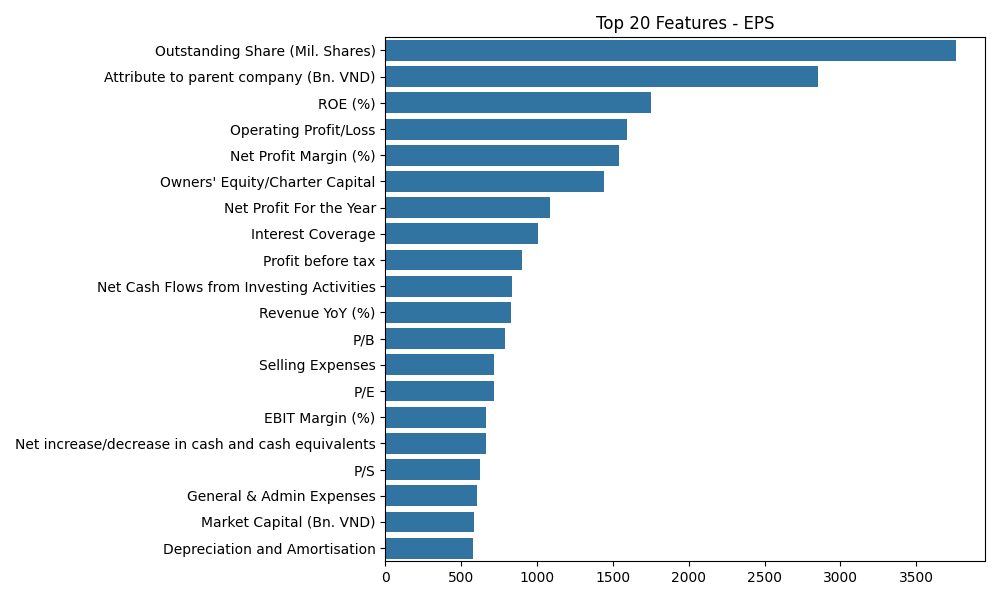 Top 20 Features - EPS
Outstanding Share (Mil. Shares)
Attribute to parent company (Bn. VND)
ROE (%)
Operating Profit/Loss
Net Profit Margin (%)
Owners' Equity/Charter Capital
Net Profit For the Year
Interest Coverage
Profit before tax
Net Cash Flows from Investing Activities
Revenue YoY (%)
P/B
Selling Expenses
P/E
EBIT Margin (%)
Net increase/decrease in cash and cash equivalents
P/S
General & Admin Expenses
Market Capital (Bn. VND)
Depreciation and Amortisation
0 500 1000 1500 2000 2500 3000 3500